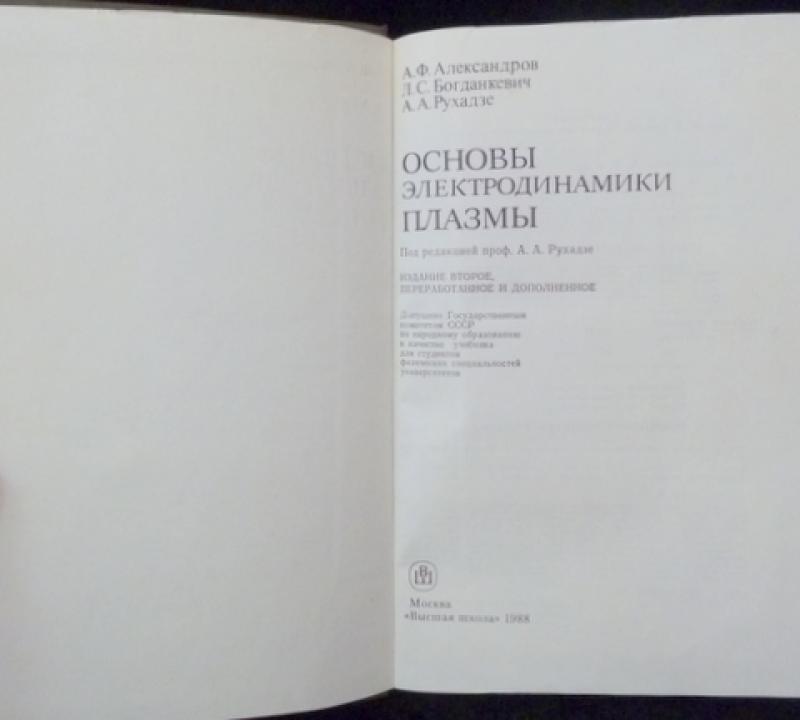 А.Ф. Александров
Л.С. Богданкевич
А.А. Рухадзе
ОСНОВЫ
ЭЛЕКТРОДИНАМИКИ
ПЛАЗМЫ
Под редакцией проф. А. А. Рухадзе
ИЗДАНИЕ ВТОРОЕ,
ПЕРЕРАБОТАННОЕ И ДОПОЛНЕННОЕ
Допущено Государственным
комитетом СССР
по народному образованию
в качестве учебника
для студентов
физических специальностей
университетов
ВШ
Москва
«Высшая школа» 1988